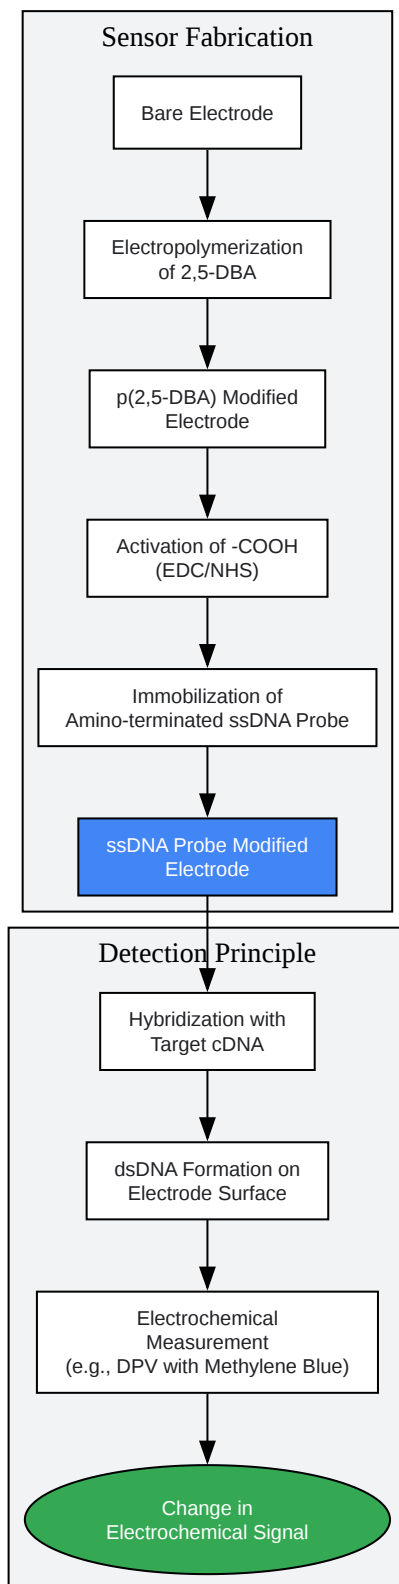 Sensor Fabrication
Bare Electrode
Electropolymerization
of 2,5-DBA
p(2,5-DBA) Modified
Electrode
Activation of -COOH
(EDC/NHS)
Immobilization of
Amino-terminated ssDNA Probe
ssDNA Probe Modified
Electrode
Detection Principle
Hybridization with
Target cDNA
dsDNA Formation on
Electrode Surface
Electrochemical
Measurement
(e.g., DPV with Methylene Blue)
Change in
Electrochemical Signal